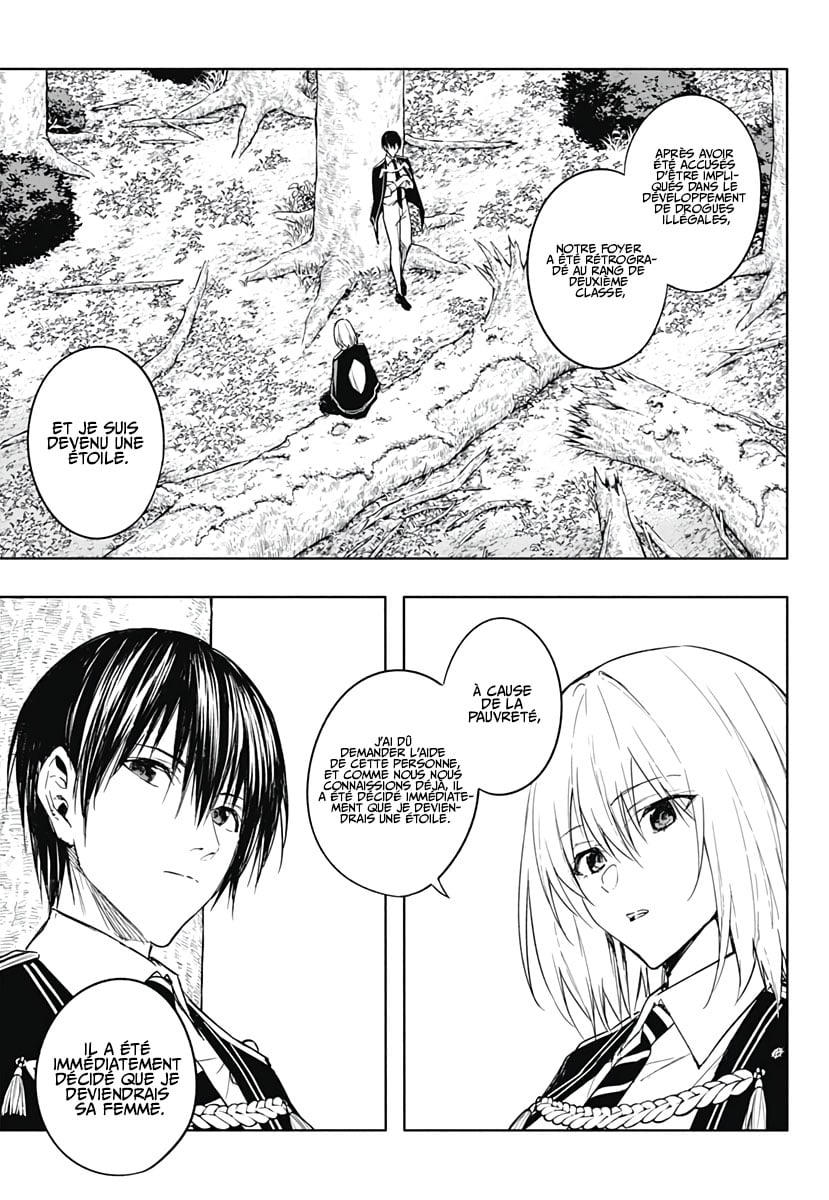 APRÈS AVOIR
ÉTÉ ACCUSÉS
D'ÊTRE IMPLI-
QUÉS DANS LE
DÉVELOPPEMENT
DE DROGUES
ILLÉGALES,
NOTRE FOYER
A ÉTÉ RÉTROGRA-
DÉ AU RANG DE
DEUXIÈME
CLASSE,
ET JE SUIS
DEVENU UNE
ÉTOILE.
À CAUSE
DE LA
PAUVRETÉ,
J'AI DÛ
DEMANDER L'AIDE
DE CETTE PERSONNE,
ET COMME NOUS NOUS
CONNAISSIONS DÉJÀ, IL
A ÉTÉ DÉCIDÉ IMMÉDIATE-
MENT QUE JE DEVIEN-
DRAIS UNE ÉTOILE.
IL A ÉTÉ
IMMÉDIATEMENT
DÉCIDÉ QUE JE
DEVIENDRAIS
SA FEMME.